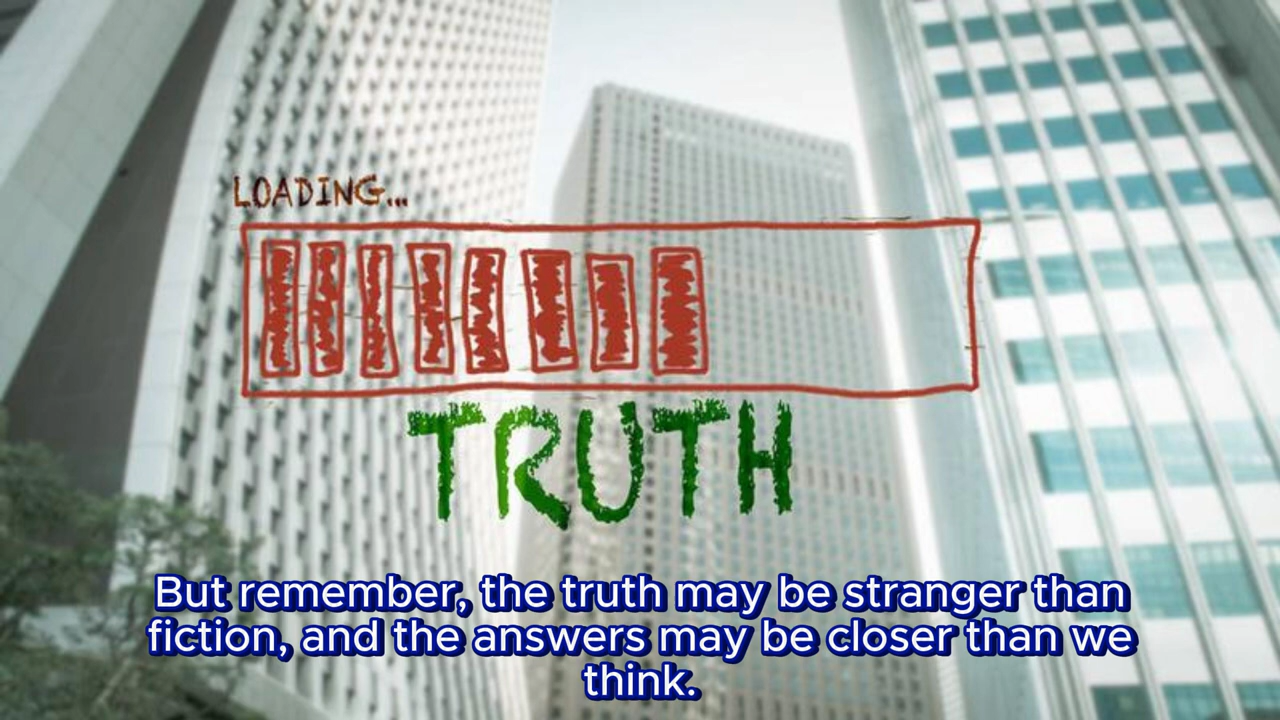 LOADING...
TRUTH
But remember, the truth may be stranger than
fiction, and the answers may be closer than we
think.